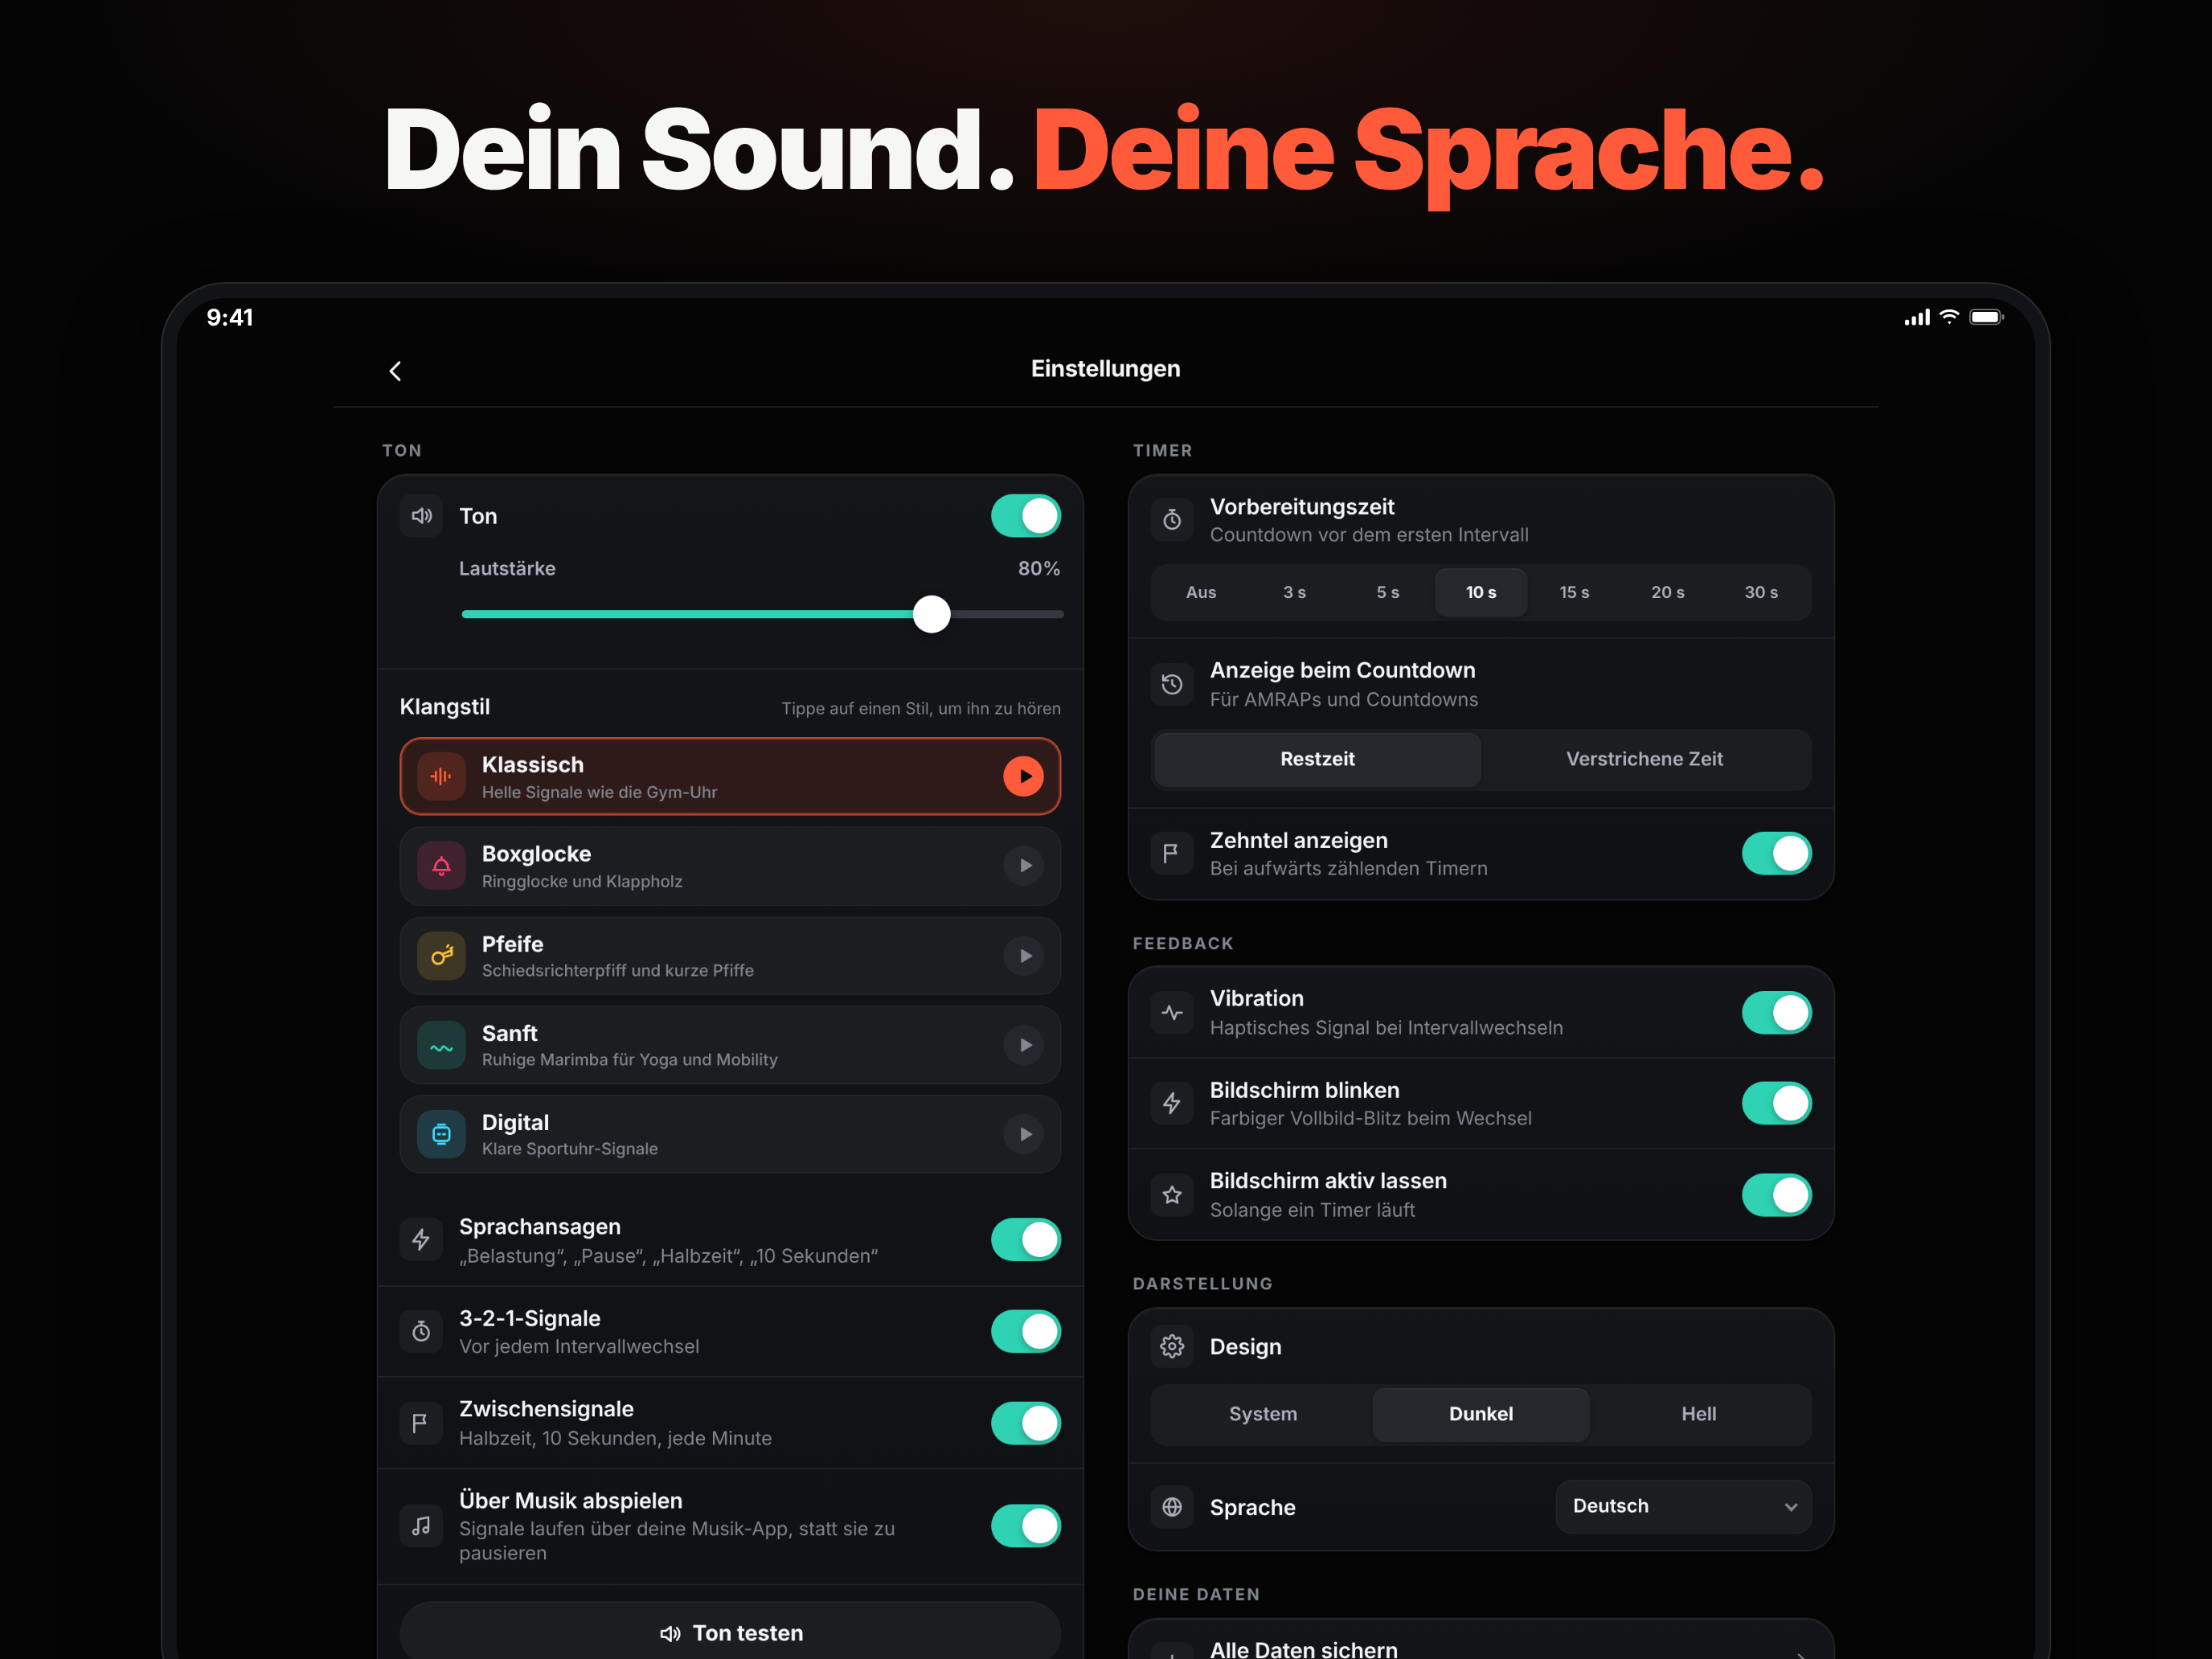 Dein Sound. Deine Sprache.
9:41
Einstellungen
TON
Ton
Lautstärke
80%
Klangstil
Tippe auf einen Stil, um ihn zu hören
Klassisch
Helle Signale wie die Gym-Uhr
Boxglocke
Ringglocke und Klappholz
Pfeife
Schiedsrichterpfiff und kurze Pfiffe
Sanft
Ruhige Marimba für Yoga und Mobility
Digital
Klare Sportuhr-Signale
Sprachansagen
„Belastung“, „Pause“, „Halbzeit“, „10 Sekunden“
3-2-1-Signale
Vor jedem Intervallwechsel
Zwischensignale
Halbzeit, 10 Sekunden, jede Minute
Über Musik abspielen
Signale laufen über deine Musik-App, statt sie zu
pausieren
Ton testen
TIMER
Vorbereitungszeit
Countdown vor dem ersten Intervall
Aus 3 s 5 s 10 s 15 s 20 s 30 s
Anzeige beim Countdown
Für AMRAPs und Countdowns
Restzeit Verstrichene Zeit
Zehntel anzeigen
Bei aufwärts zählenden Timern
FEEDBACK
Vibration
Haptisches Signal bei Intervallwechseln
Bildschirm blinken
Farbiger Vollbild-Blitz beim Wechsel
Bildschirm aktiv lassen
Solange ein Timer läuft
DARSTELLUNG
Design
System Dunkel Hell
Sprache
Deutsch
DEINE DATEN
Alle Daten sichern